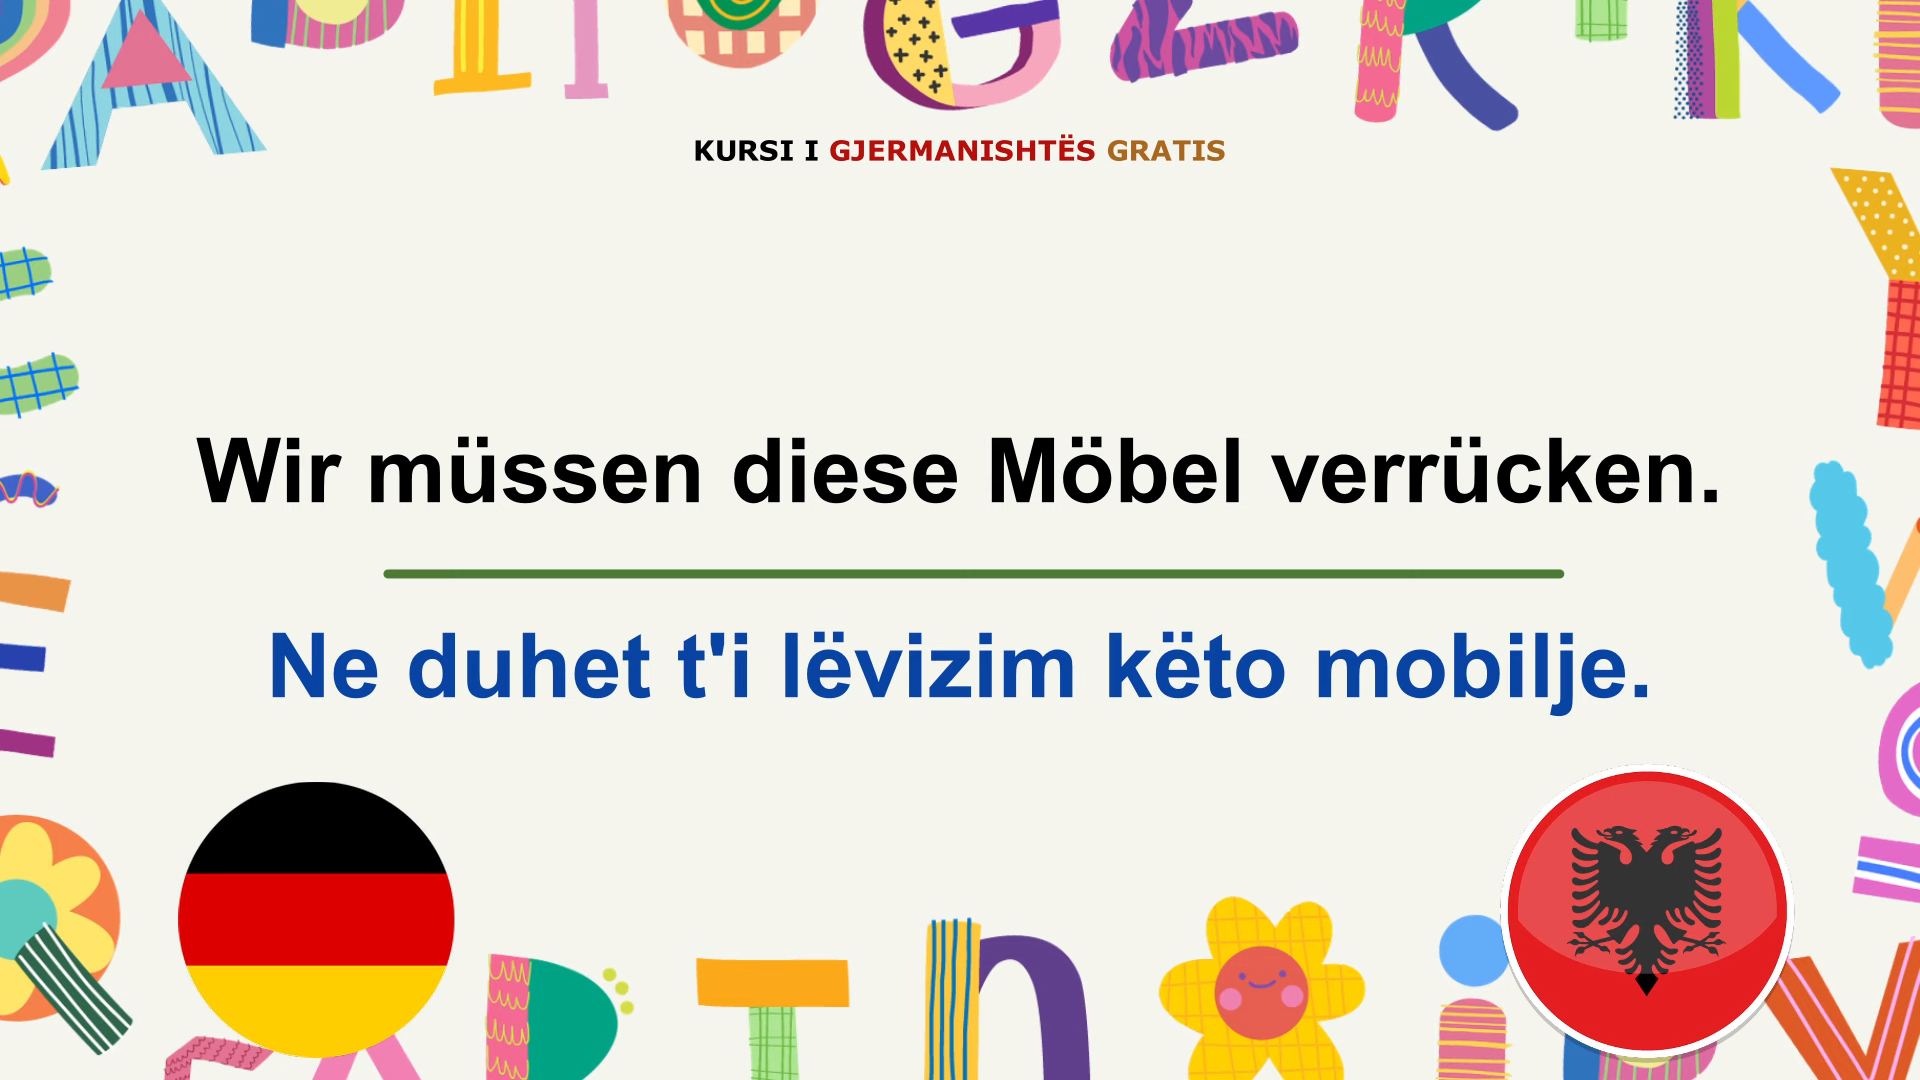 KURSI I GJERMANISHTËS GRATIS
Wir müssen diese Möbel verrücken.
Ne duhet t'i lëvizim këto mobilje.